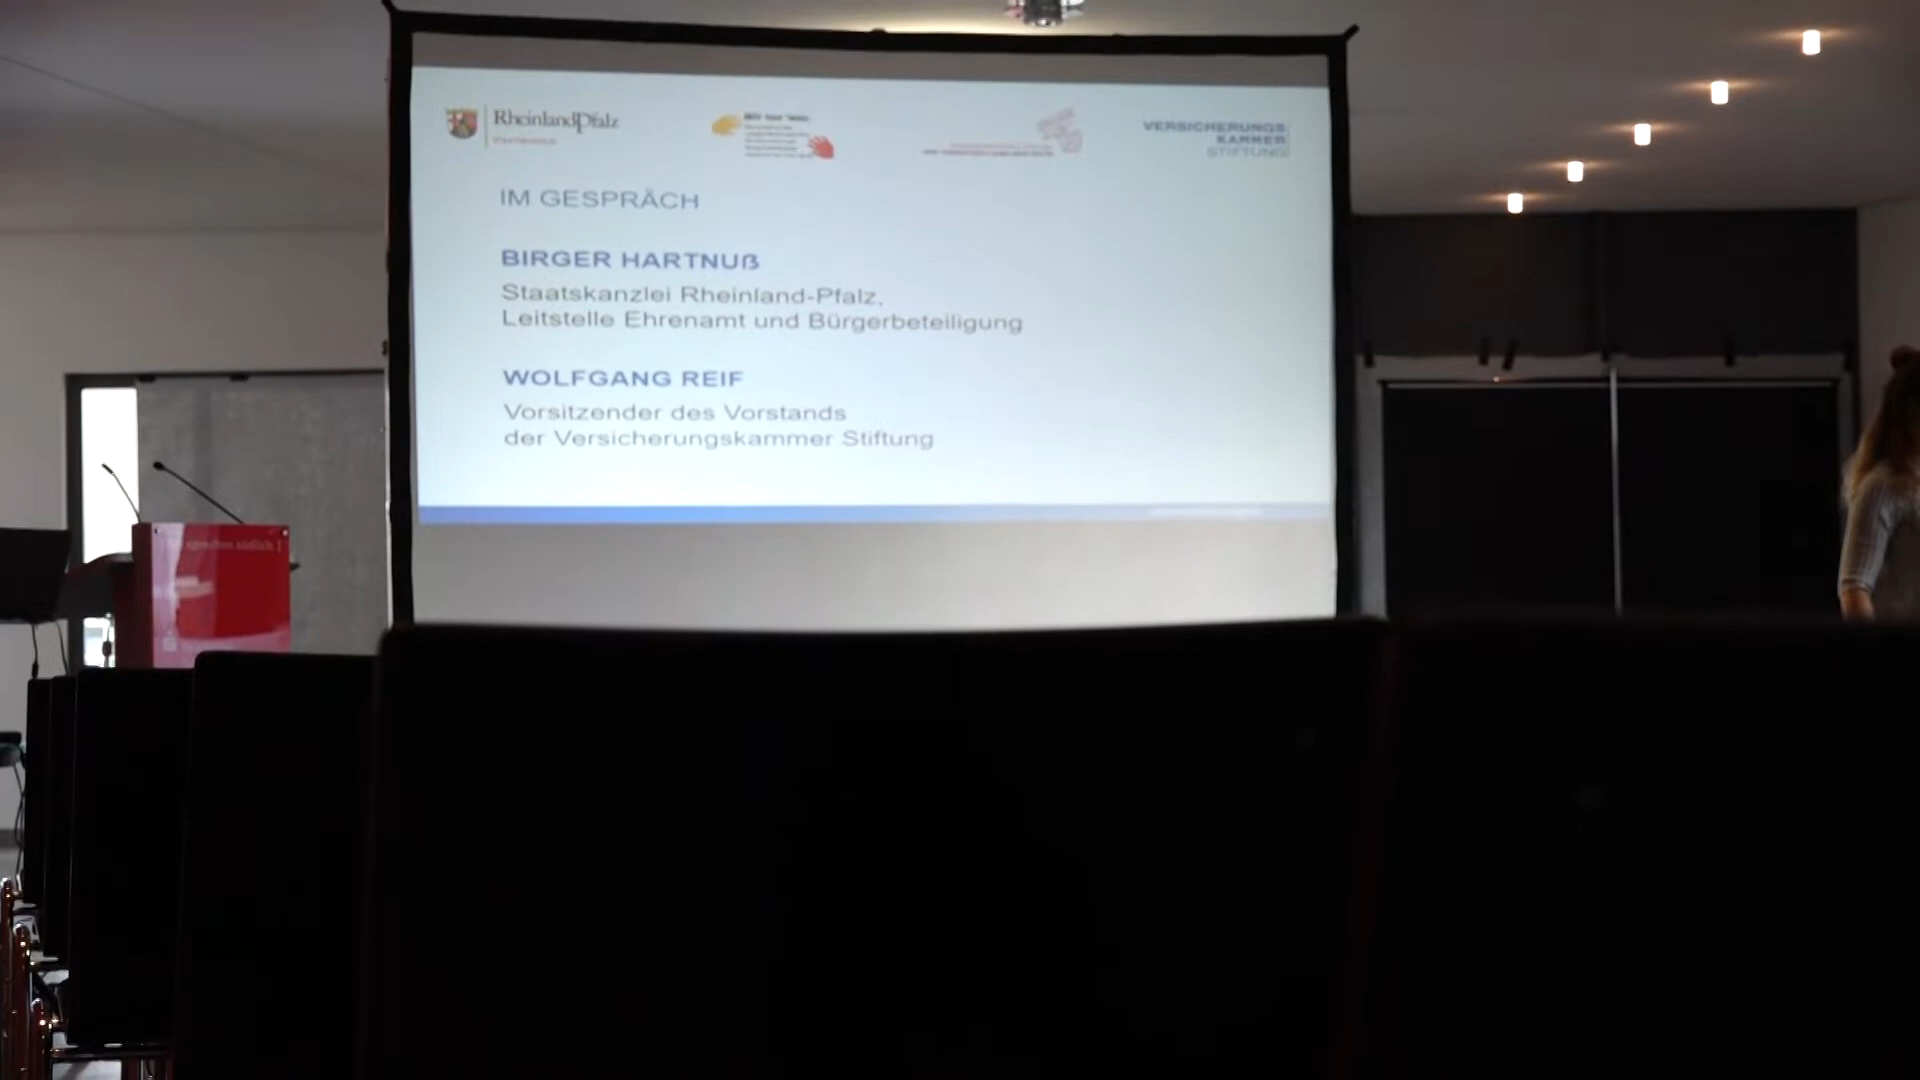 RheinlandPfalz
VERSICHERUNGS
KAMMER
STIFTUNG
IM GESPRÄCH
BIRGER HARTNUß
Staatskanzlei Rheinland-Pfalz,
Leitstelle Ehrenamt und Bürgerbeteiligung
WOLFGANG REIF
Vorsitzender des Vorstands
der Versicherungskammer Stiftung